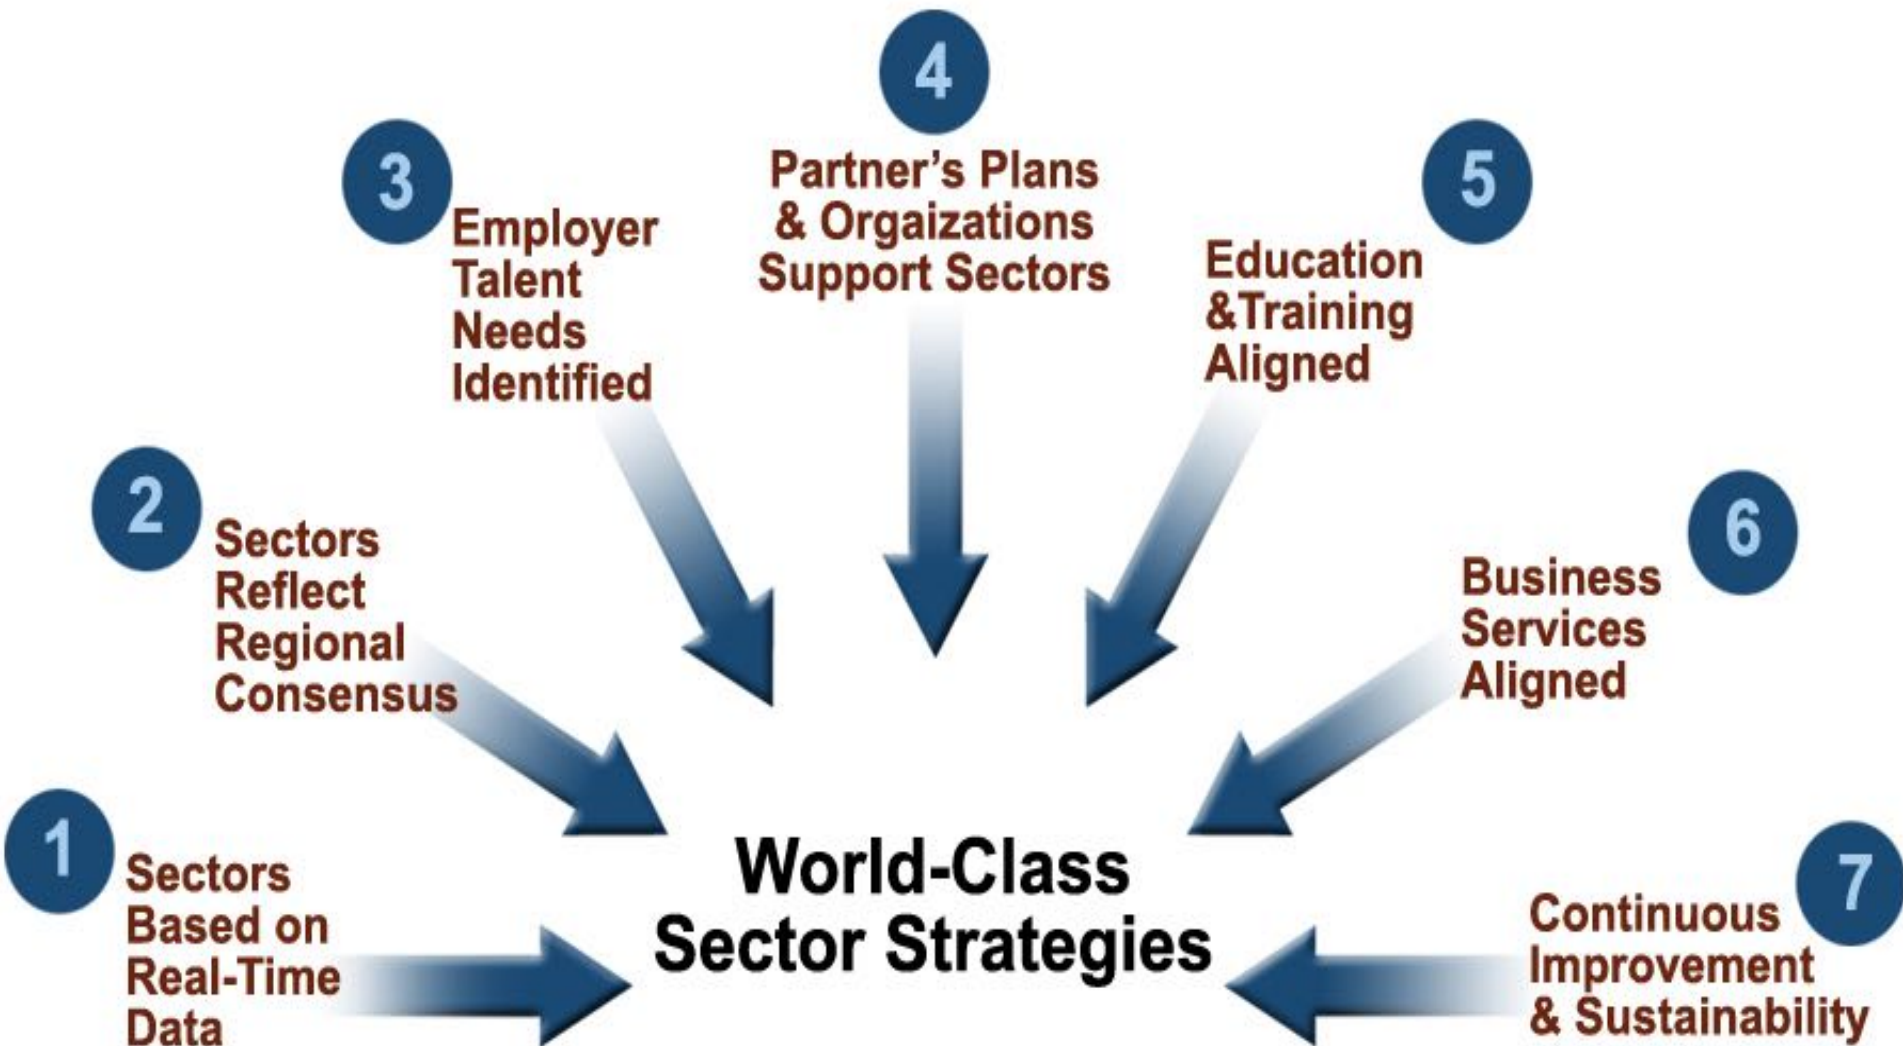 1
Sectors
Based on
Real-Time
Data
2
Sectors
Reflect
Regional
Consensus
3
Employer
Talent
Needs
Identified
4
Partner’s Plans
& Orgaizations
Support Sectors
5
Education
&Training
Aligned
6
Business
Services
Aligned
7
Continuous
Improvement
& Sustainability
World-Class
Sector Strategies